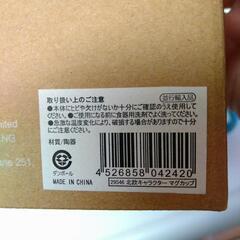 取り扱い上のご注意
並行輸入品
●本体にヒビや欠けがないか十分にご確認のうえ使用して
ください。●ご使用になる前に食器用洗剤でよく洗ってください。
●急激な温度変化により、破損する場合がありますので十分
ご注意ください。
材質/陶器
ダンボール
MADE IN CHINA
4526858042420
29046 北欧キャラクター マグカップ
ited
NG
251.